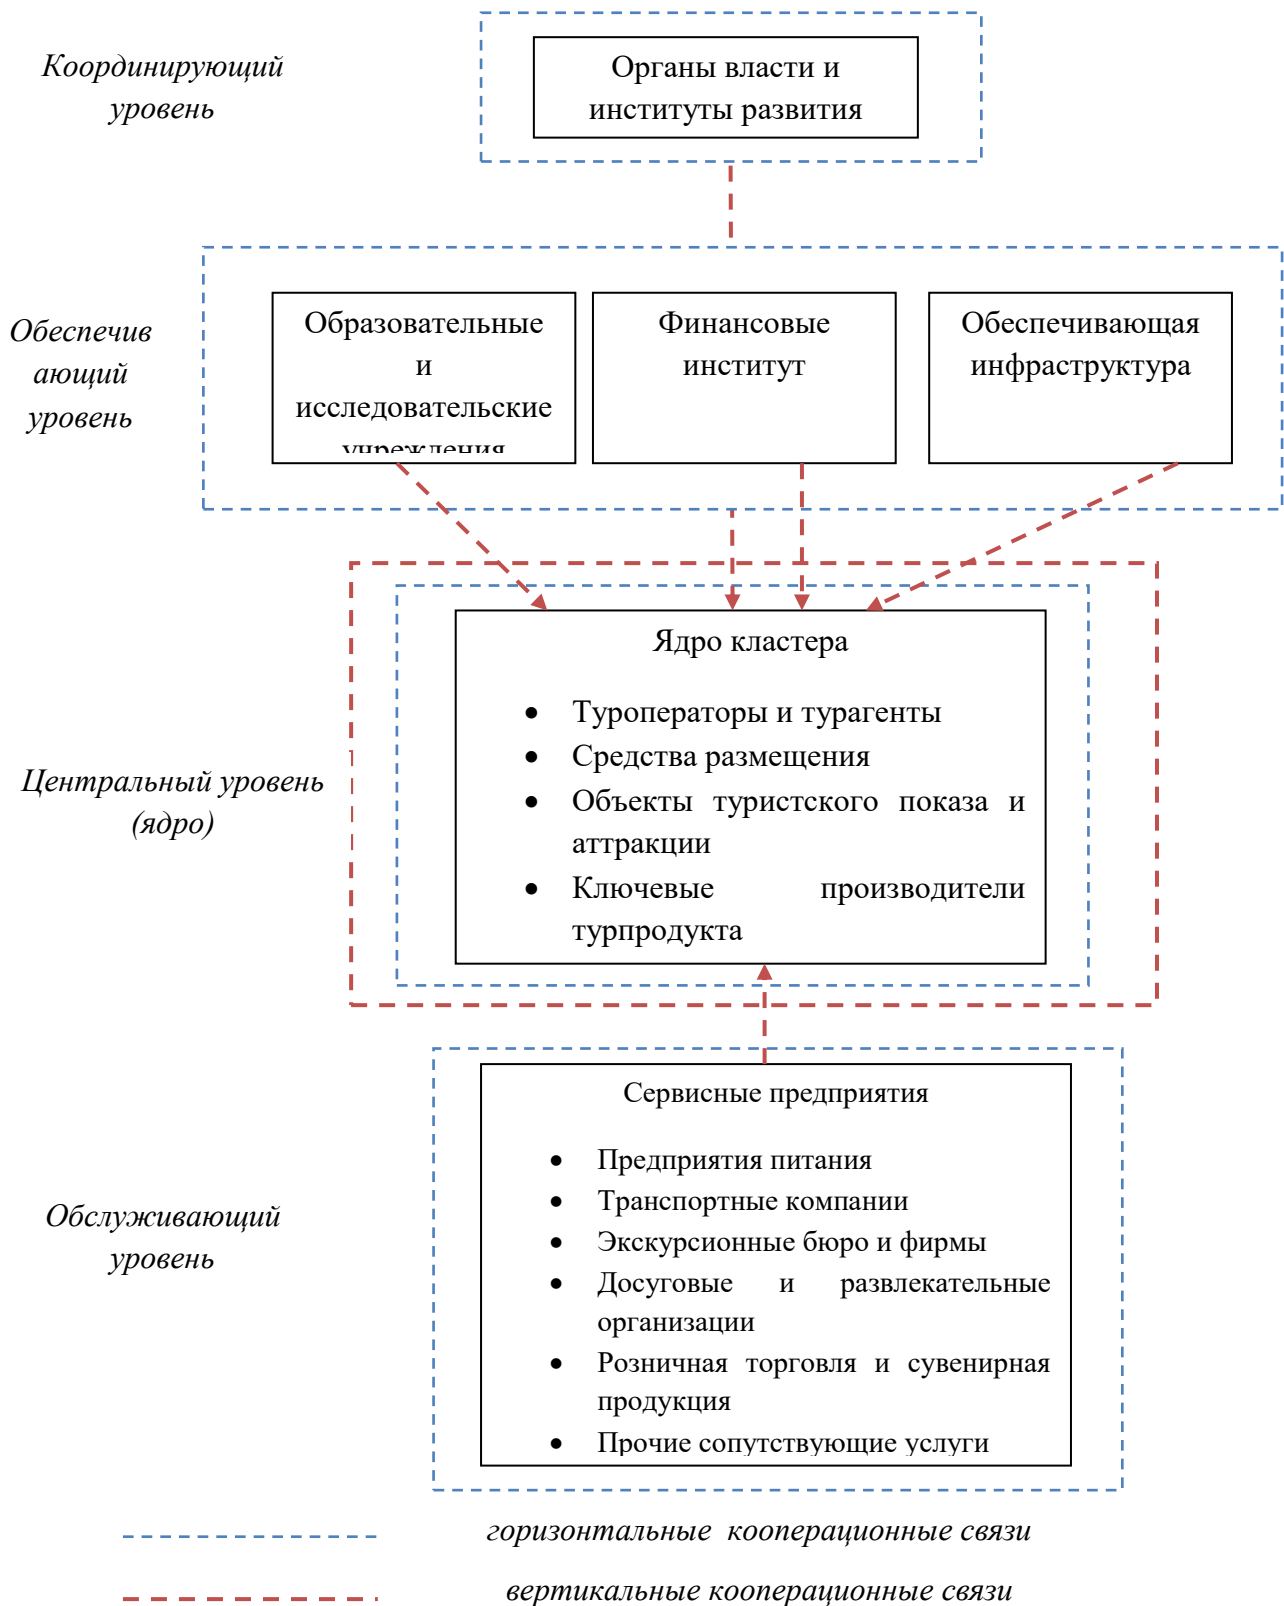 Координирующий
уровень
Органы власти и
институты развития
Обеспечив
ающий
уровень
Образовательные
и
исследовательские
учреждения
Финансовые
институт
Обеспечивающая
инфраструктура
Центральный уровень
(ядро)
Ядро кластера
• Туроператоры и турагенты
• Средства размещения
• Объекты туристского показа и
аттракции
• Ключевые производители
турпродукта
Обслуживающий
уровень
Сервисные предприятия
• Предприятия питания
• Транспортные компании
• Экскурсионные бюро и фирмы
• Досуговые и развлекательные
организации
• Розничная торговля и сувенирная
продукция
• Прочие сопутствующие услуги
горизонтальные кооперационные связи
вертикальные кооперационные связи